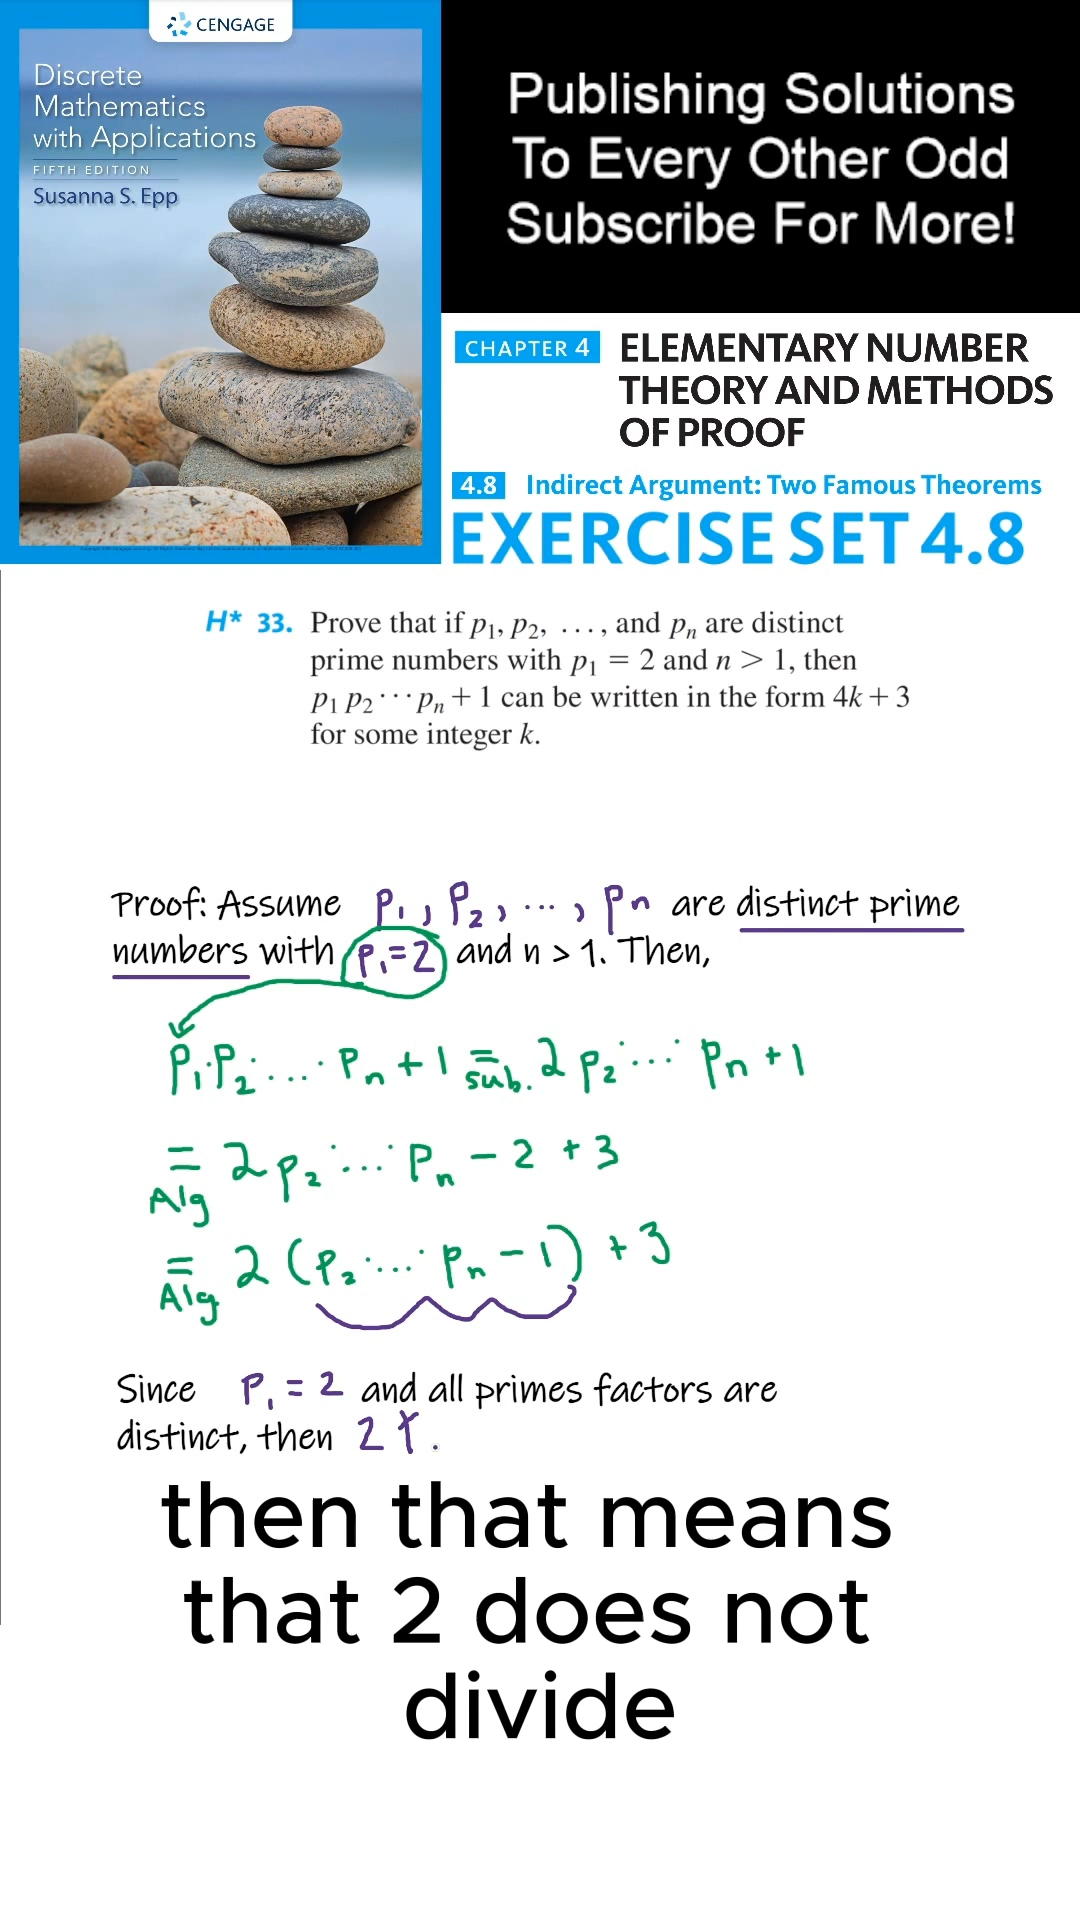 CENGAGE
Discrete
Mathematics
with Applications
FIFTH EDITION
Susanna S. Epp
Publishing Solutions
To Every Other Odd
Subscribe For More!
CHAPTER 4 ELEMENTARY NUMBER
THEORY AND METHODS
OF PROOF
4.8 Indirect Argument: Two Famous Theorems
EXERCISE SET 4.8
H* 33. Prove that if p₁, p₂, …, and pₙ are distinct
prime numbers with p₁ = 2 and n > 1, then
p₁ p₂ ⋯ pₙ + 1 can be written in the form 4k + 3
for some integer k.
Proof: Assume P₁, P₂, ⋯, Pₙ are distinct prime
numbers with P₁=2 and n > 1. Then,
P₁·P₂·…·Pₙ+1 = sub. 2 P₂·…·Pₙ+1
= Alg 2 P₂·…·Pₙ - 2 + 3
= Alg 2 (P₂·…·Pₙ - 1) + 3
Since P₁ = 2 and all primes factors are
distinct, then 2 ∤ .
then that means
that 2 does not
divide